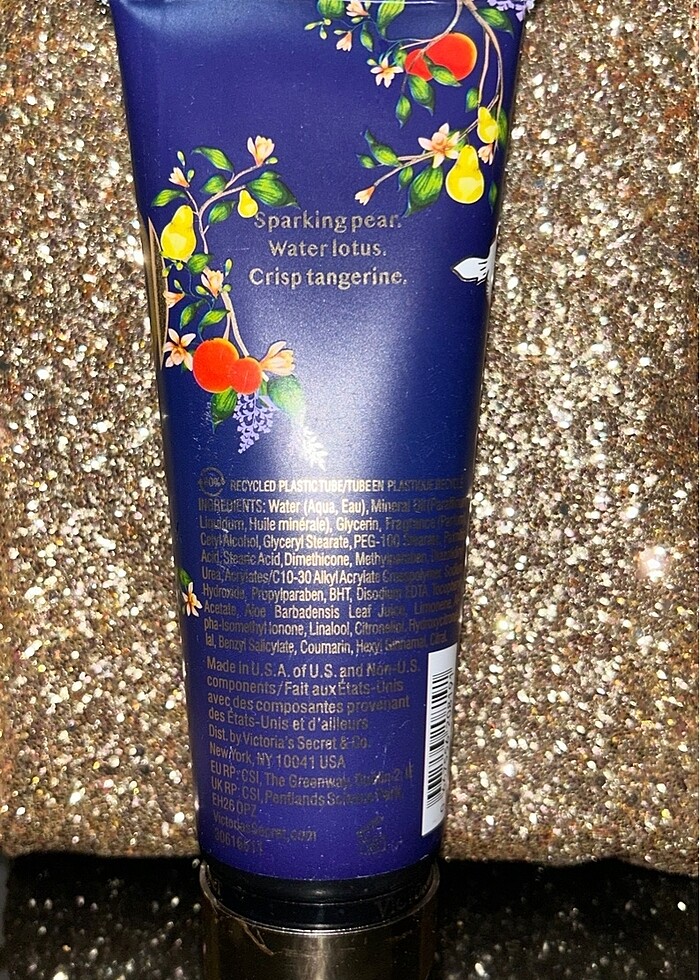 Sparking pear.
Water lotus.
Crisp tangerine.
RECYCLED PLASTIC TUBE/TUBE EN PLASTIQUE
INGREDIENTS: Water (Aqua, Eau), Mineral Oil
Liquidum, Huile minérale), Glycerin, Fragrance
Cetyl Alcohol, Glyceryl Stearate, PEG-100 Stearate,
Acid, Stearic Acid, Dimethicone, Methylparaben,
Urea, Acrylates/C10-30 Alkyl Acrylate Crosspolymer,
Hydroxide, Propylparaben, BHT, Disodium EDTA,
Acetate, Aloe Barbadensis Leaf Juice, Limonene,
pha-Isomethyl Ionone, Linalool, Citronellol,
lal, Benzyl Salicylate, Coumarin, Hexyl Cinnamal, Citral.
Made in U.S.A. of U.S. and Non-U.S.
components/Fait aux États-Unis
avec des composantes provenant
des États-Unis et d'ailleurs
Dist. by Victoria's Secret & Co.
New York, NY 10041 USA
EU RP: CSI, The Greenway, Dublin 2
UK RP: CSI, Pentlands Science Park
EH26 0PZ